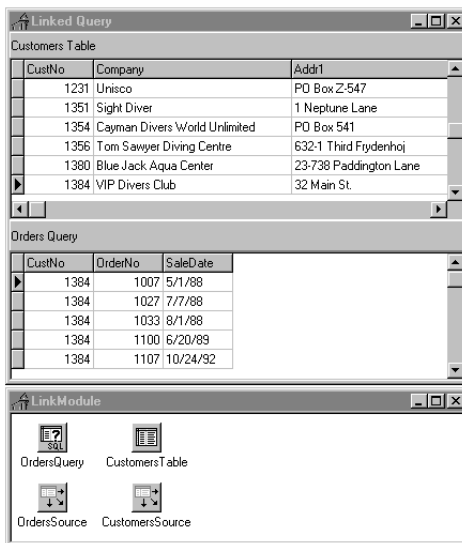 Linked Query
Customers Table
CustNo Company Addr1
1231 Unisco PO Box Z-547
1351 Sight Diver 1 Neptune Lane
1354 Cayman Divers World Unlimited PO Box 541
1356 Tom Sawyer Diving Centre 632-1 Third Frydenhoj
1380 Blue Jack Aqua Center 23-738 Paddington Lane
1384 VIP Divers Club 32 Main St.
Orders Query
CustNo OrderNo SaleDate
1384 1007 5/1/88
1384 1027 7/7/88
1384 1033 8/1/88
1384 1100 6/20/89
1384 1107 10/24/92
LinkModule
SQL
OrdersQuery CustomersTable
OrdersSource CustomersSource